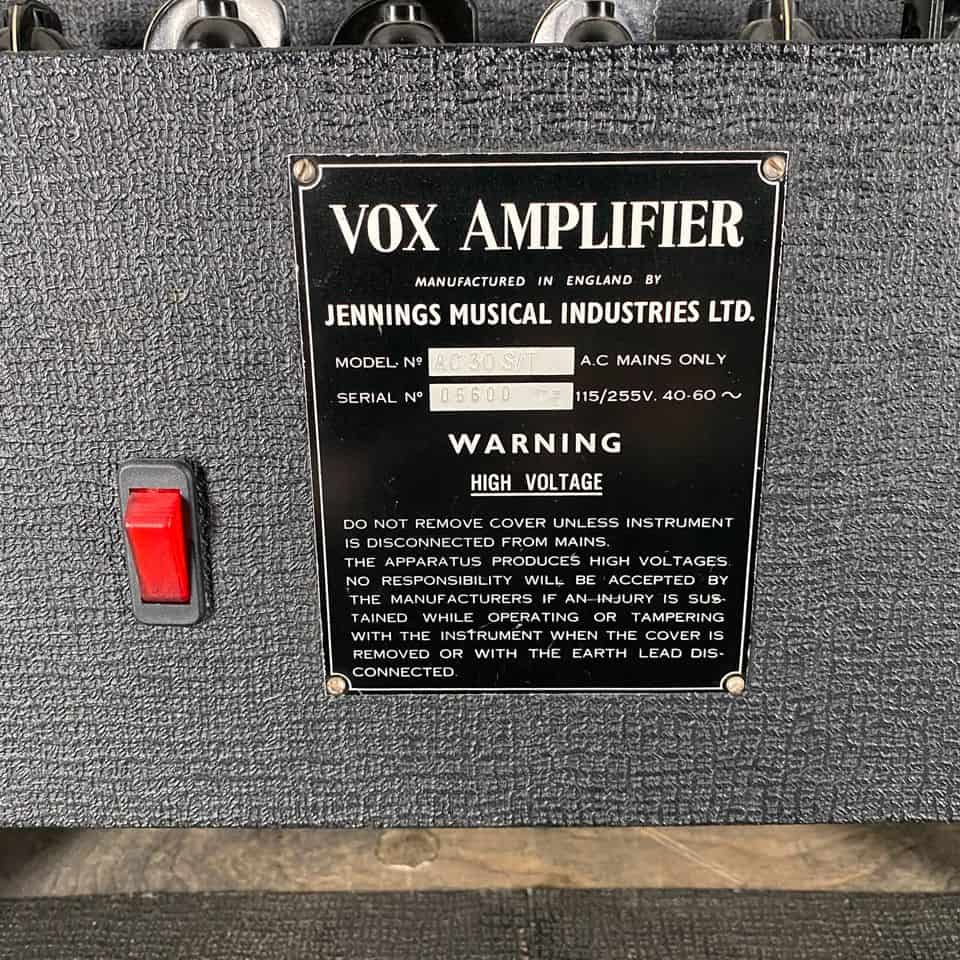 VOX AMPLIFIER
MANUFACTURED IN ENGLAND BY
JENNINGS MUSICAL INDUSTRIES LTD.
MODEL Nº AC30 S/T A.C MAINS ONLY
SERIAL Nº 06600 115/255V. 40-60 ~
WARNING
HIGH VOLTAGE
DO NOT REMOVE COVER UNLESS INSTRUMENT
IS DISCONNECTED FROM MAINS.
THE APPARATUS PRODUCES HIGH VOLTAGES.
NO RESPONSIBILITY WILL BE ACCEPTED BY
THE MANUFACTURERS IF AN INJURY IS SUS-
TAINED WHILE OPERATING OR TAMPERING
WITH THE INSTRUMENT WHEN THE COVER IS
REMOVED OR WITH THE EARTH LEAD DIS-
CONNECTED.